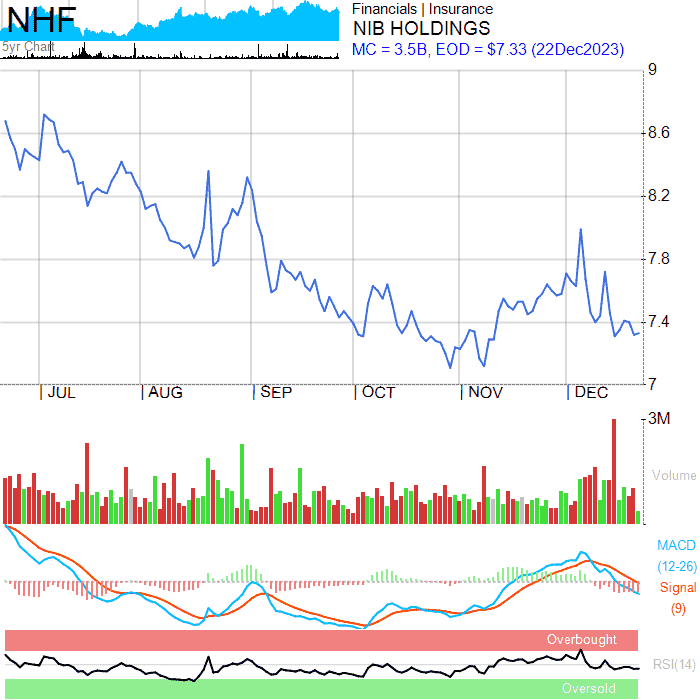 NHF
5yr Chart
Financials | Insurance
NIB HOLDINGS
MC = 3.5B, EOD = $7.33 (22Dec2023)
9
8.6
8.2
7.8
7.4
7
| JUL | AUG | SEP | OCT | NOV | DEC
3M
Volume
MACD
(12-26)
Signal
(9)
Overbought
RSI(14)
Oversold